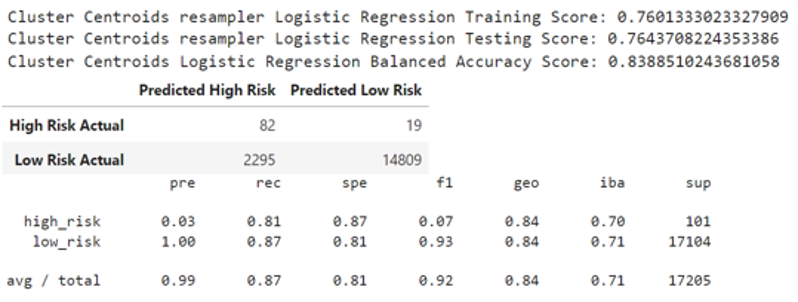 Cluster Centroids resampler Logistic Regression Training Score: 0.7601333023327909
Cluster Centroids resampler Logistic Regression Testing Score: 0.7643708224353386
Cluster Centroids Logistic Regression Balanced Accuracy Score: 0.8388510243681058
Predicted High Risk Predicted Low Risk
High Risk Actual 82 19
Low Risk Actual 2295 14809
pre rec spe f1 geo iba sup
high_risk 0.03 0.81 0.87 0.07 0.84 0.70 101
low_risk 1.00 0.87 0.81 0.93 0.84 0.71 17104
avg / total 0.99 0.87 0.81 0.92 0.84 0.71 17205